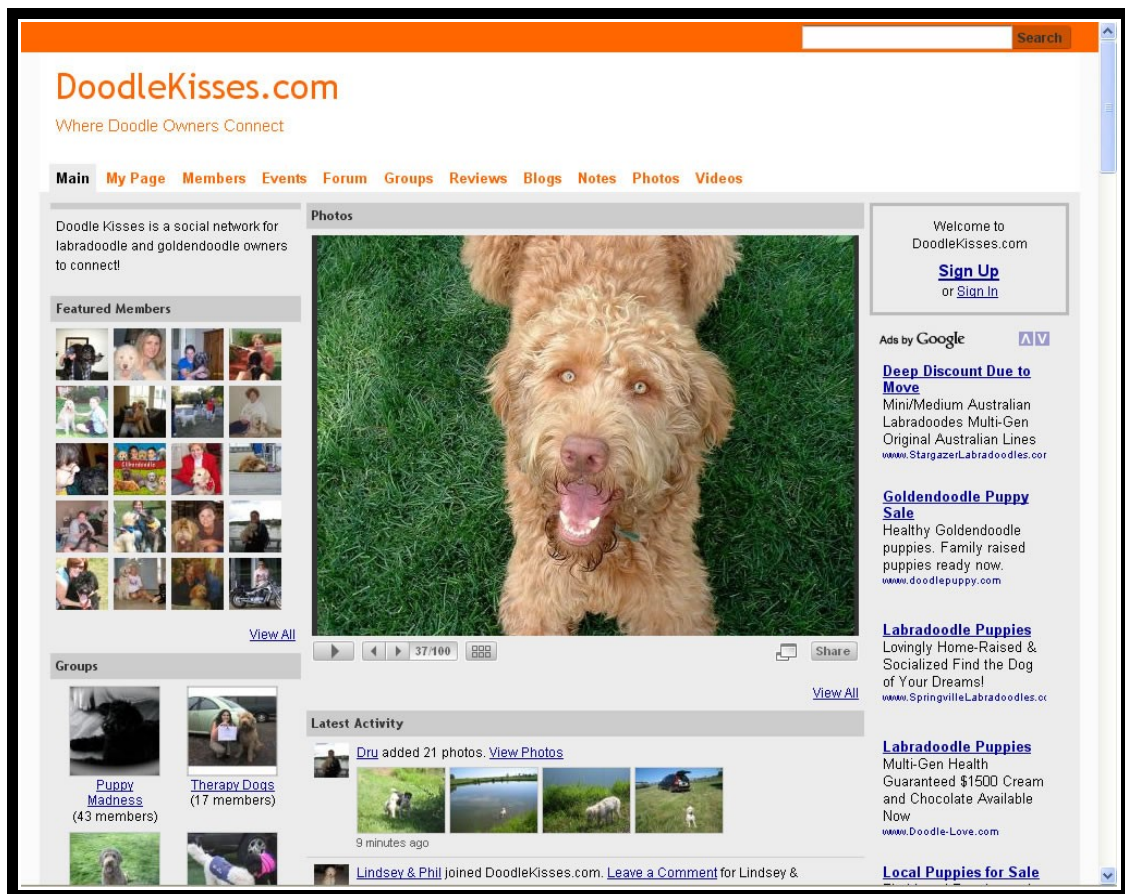 Search
DoodleKisses.com
Where Doodle Owners Connect
Main My Page Members Events Forum Groups Reviews Blogs Notes Photos Videos
Doodle Kisses is a social network for
labradoodle and goldendoodle owners
to connect!
Featured Members
View All
Groups
Puppy
Madness
(43 members)
Therapy Dogs
(17 members)
Photos
37/100
Share
View All
Latest Activity
Dru added 21 photos. View Photos
9 minutes ago
Lindsey & Phil joined DoodleKisses.com. Leave a Comment for Lindsey &
Welcome to
DoodleKisses.com
Sign Up
or Sign In
Ads by Google
Deep Discount Due to
Move
Mini/Medium Australian
Labradoodes Multi-Gen
Original Australian Lines
www.StargazerLabradoodles.cor
Goldendoodle Puppy
Sale
Healthy Goldendoodle
puppies. Family raised
puppies ready now.
www.doodlepuppy.com
Labradoodle Puppies
Lovingly Home-Raised &
Socialized Find the Dog
of Your Dreams!
www.SpringvilleLabradoodles.cc
Labradoodle Puppies
Multi-Gen Health
Guaranteed $1500 Cream
and Chocolate Available
Now
www.Doodle-Love.com
Local Puppies for Sale